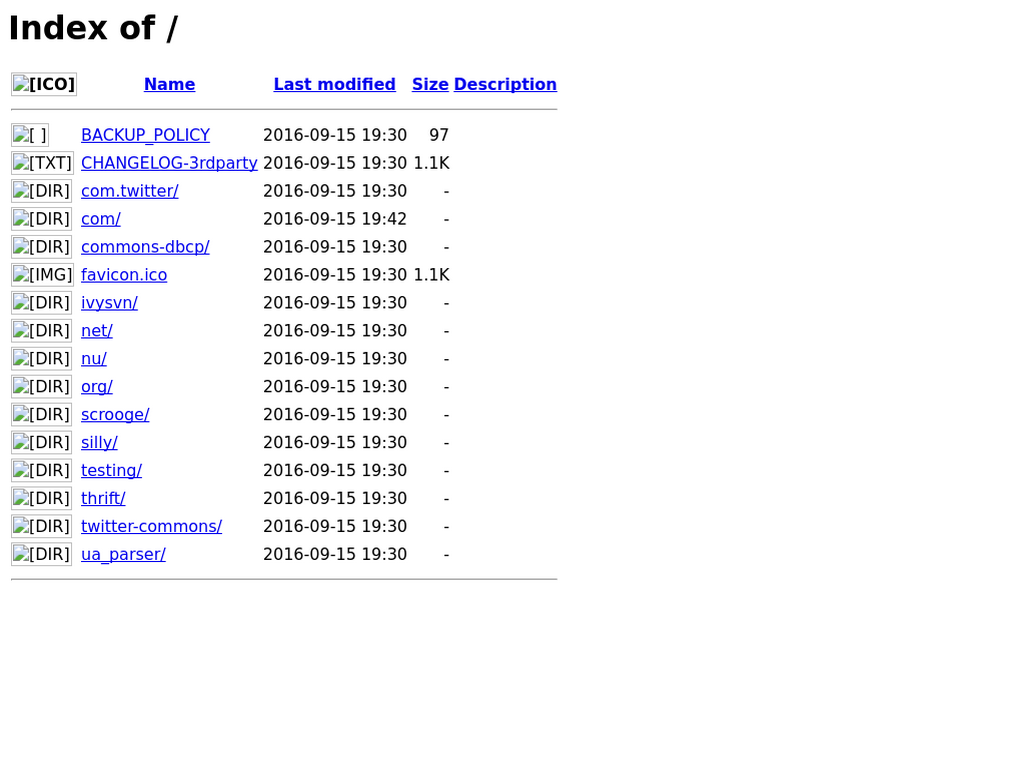 Index of /
[ICO] Name Last modified Size Description
[ ] BACKUP_POLICY 2016-09-15 19:30 97
[TXT] CHANGELOG-3rdparty 2016-09-15 19:30 1.1K
[DIR] com.twitter/ 2016-09-15 19:30 -
[DIR] com/ 2016-09-15 19:42 -
[DIR] commons-dbcp/ 2016-09-15 19:30 -
[IMG] favicon.ico 2016-09-15 19:30 1.1K
[DIR] ivysvn/ 2016-09-15 19:30 -
[DIR] net/ 2016-09-15 19:30 -
[DIR] nu/ 2016-09-15 19:30 -
[DIR] org/ 2016-09-15 19:30 -
[DIR] scrooge/ 2016-09-15 19:30 -
[DIR] silly/ 2016-09-15 19:30 -
[DIR] testing/ 2016-09-15 19:30 -
[DIR] thrift/ 2016-09-15 19:30 -
[DIR] twitter-commons/ 2016-09-15 19:30 -
[DIR] ua_parser/ 2016-09-15 19:30 -